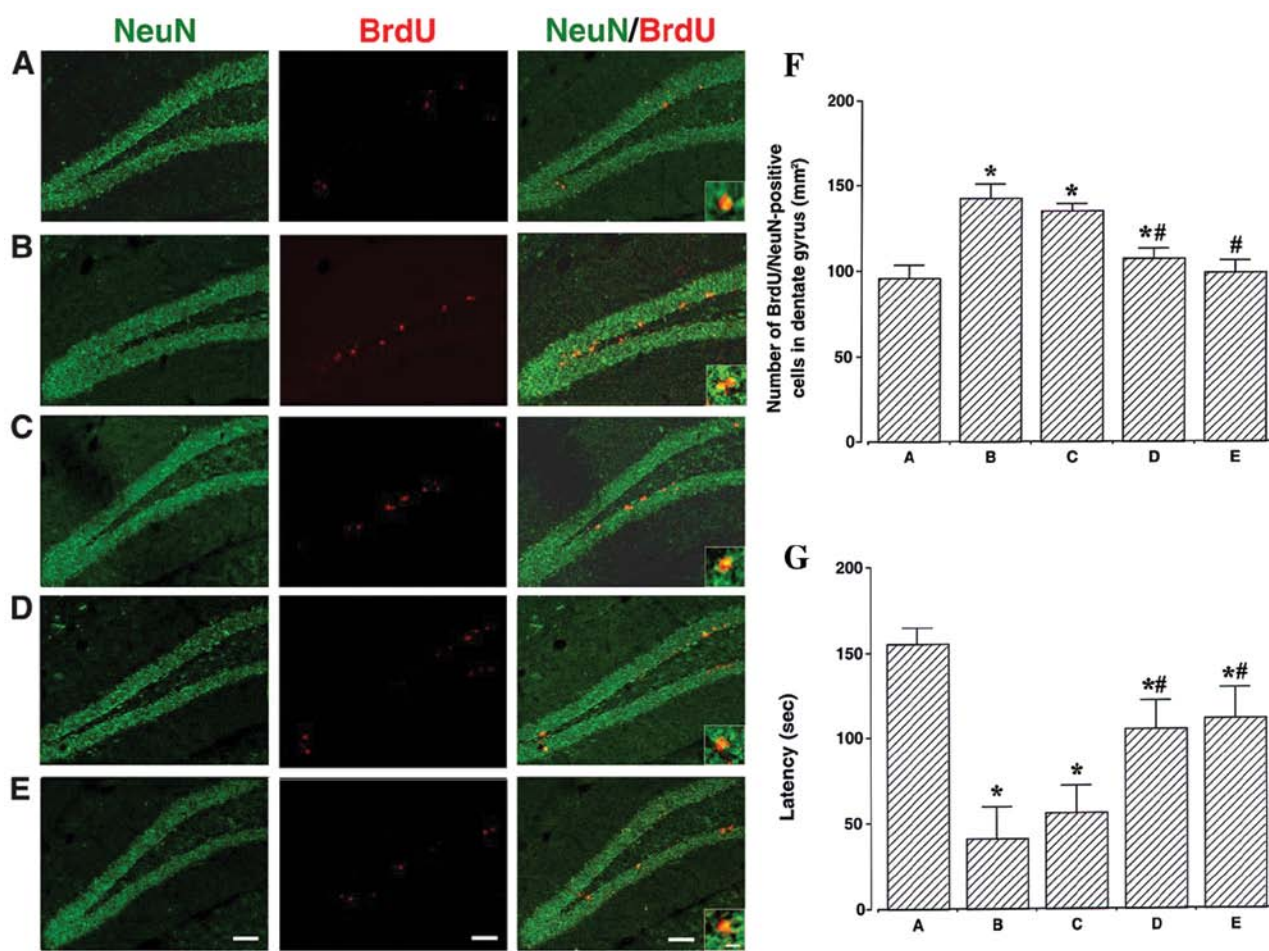 NeuN
BrdU
NeuN/BrdU
A
B
C
D
E
F
Number of BrdU/NeuN-positive
cells in dentate gyrus (mm²)
200
150
100
50
0
*
*
*#
#
A
B
C
D
E
G
Latency (sec)
200
150
100
50
0
*
*
*#
*#
A
B
C
D
E